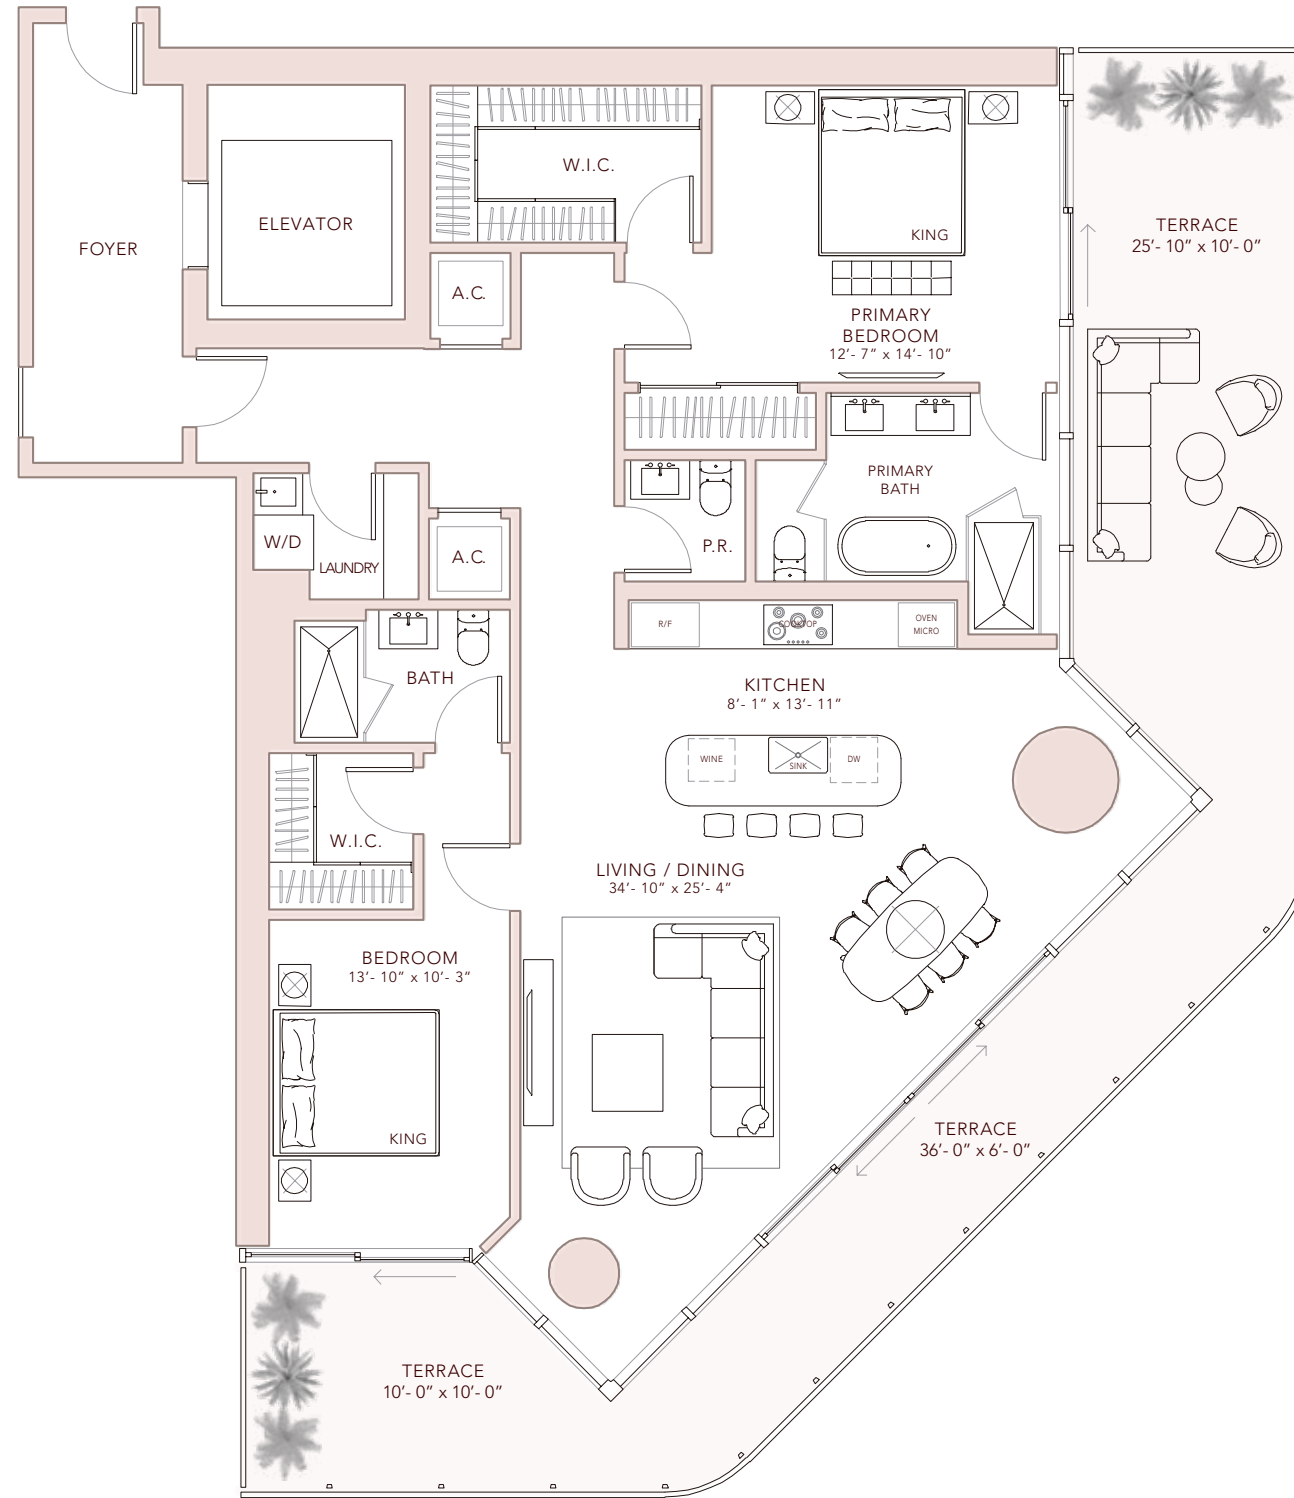 FOYER
ELEVATOR
W.I.C.
A.C.
KING
PRIMARY
BEDROOM
12'- 7" x 14'- 10"
TERRACE
25'- 10" x 10'- 0"
PRIMARY
BATH
P.R.
W/D
LAUNDRY
A.C.
R/F
COOKTOP
OVEN
MICRO
BATH
KITCHEN
8'- 1" x 13'- 11"
WINE
SINK
DW
W.I.C.
LIVING / DINING
34'- 10" x 25'- 4"
BEDROOM
13'- 10" x 10'- 3"
KING
TERRACE
36'- 0" x 6'- 0"
TERRACE
10'- 0" x 10'- 0"